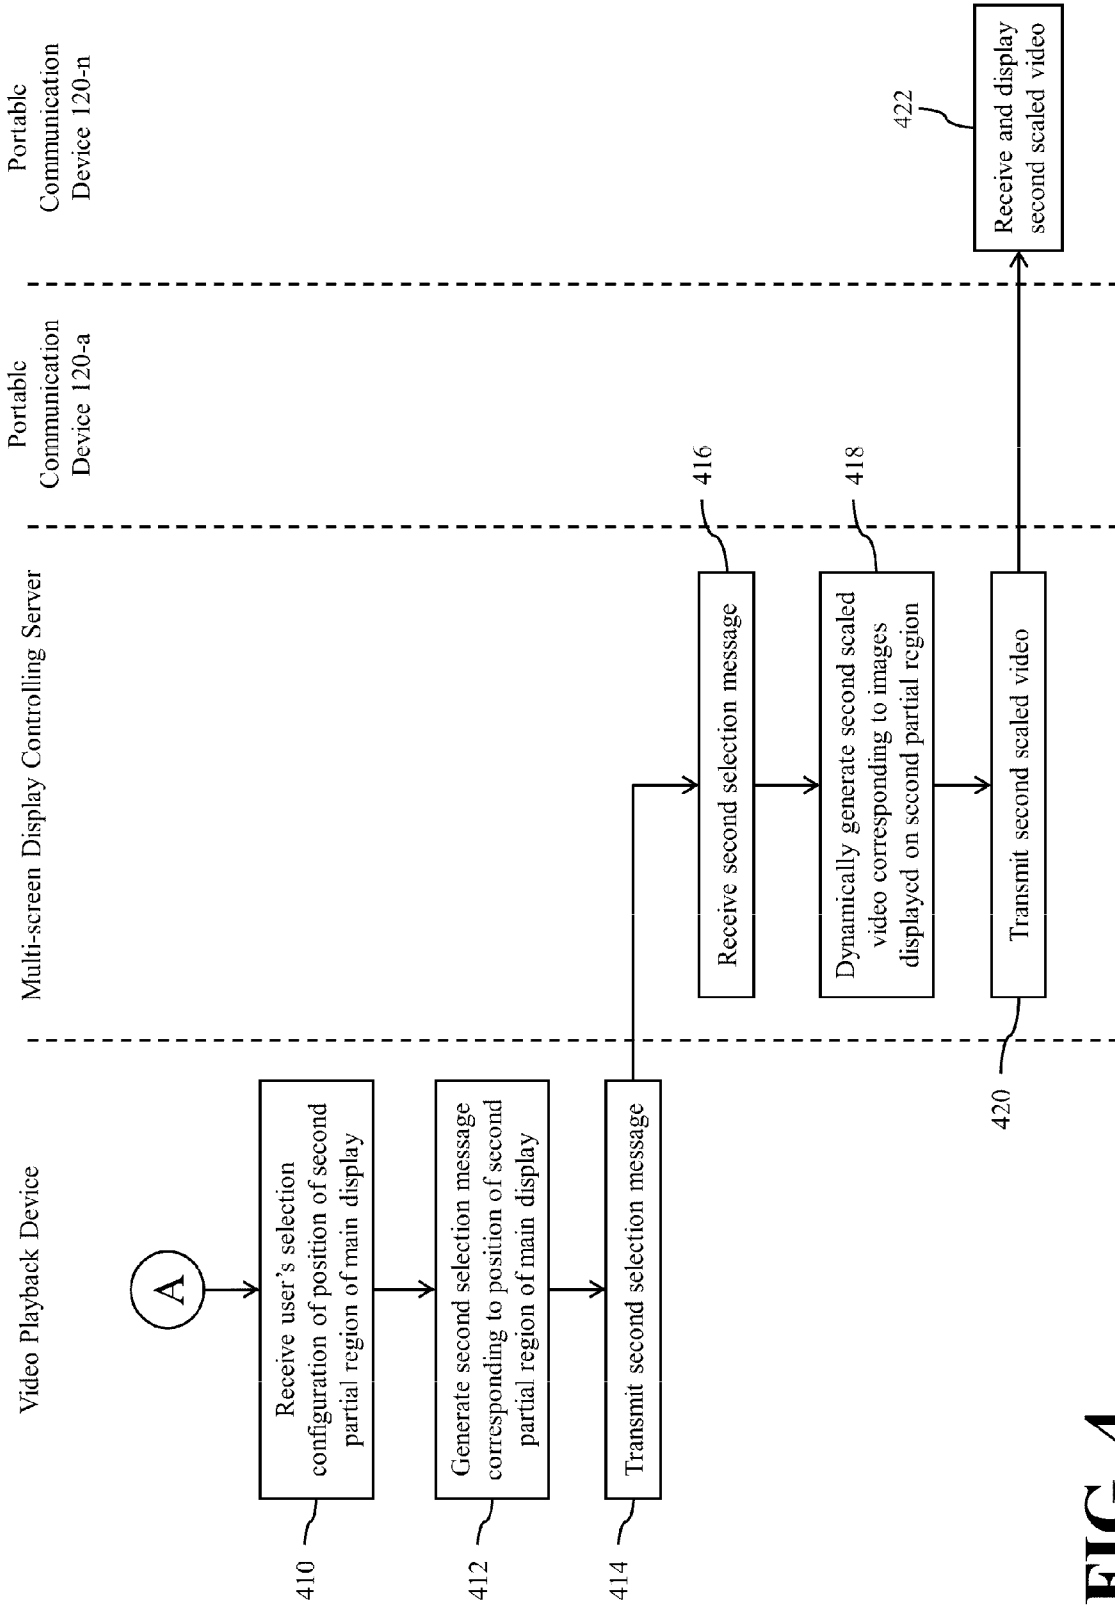 Video Playback Device
Multi-screen Display Controlling Server
Portable
Communication
Device 120-a
Portable
Communication
Device 120-n
A
Receive user's selection
configuration of position of second
partial region of main display
410
Generate second selection message
corresponding to position of second
partial region of main display
412
Transmit second selection message
414
Receive second selection message
416
Dynamically generate second scaled
video corresponding to images
displayed on second partial region
418
Transmit second scaled video
420
Receive and display
second scaled video
422
FIG. 4